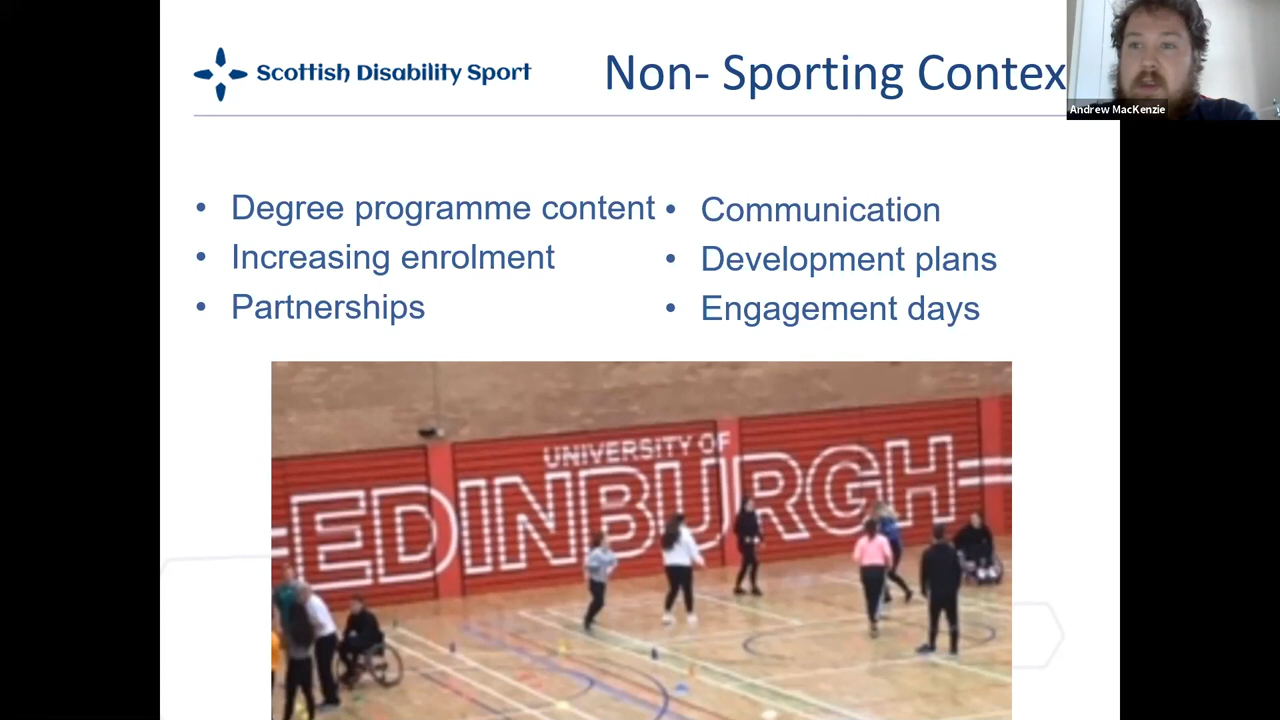 Scottish Disability Sport
Non- Sporting Contex
Andrew MacKenzie
• Degree programme content
• Increasing enrolment
• Partnerships
• Communication
• Development plans
• Engagement days
UNIVERSITY OF
EDINBURGH